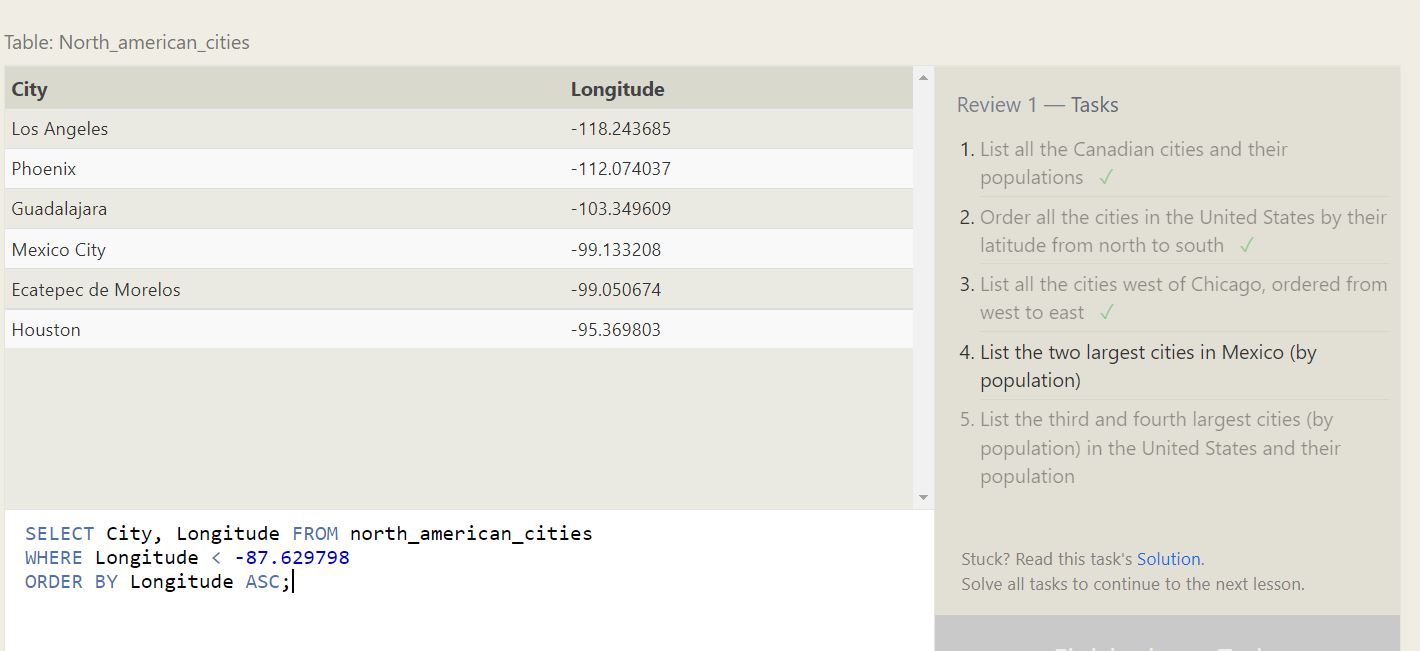 Table: North_american_cities
City Longitude
Los Angeles -118.243685
Phoenix -112.074037
Guadalajara -103.349609
Mexico City -99.133208
Ecatepec de Morelos -99.050674
Houston -95.369803
SELECT City, Longitude FROM north_american_cities
WHERE Longitude < -87.629798
ORDER BY Longitude ASC;
Review 1 — Tasks
1. List all the Canadian cities and their
populations ✓
2. Order all the cities in the United States by their
latitude from north to south ✓
3. List all the cities west of Chicago, ordered from
west to east ✓
4. List the two largest cities in Mexico (by
population)
5. List the third and fourth largest cities (by
population) in the United States and their
population
Stuck? Read this task's Solution.
Solve all tasks to continue to the next lesson.